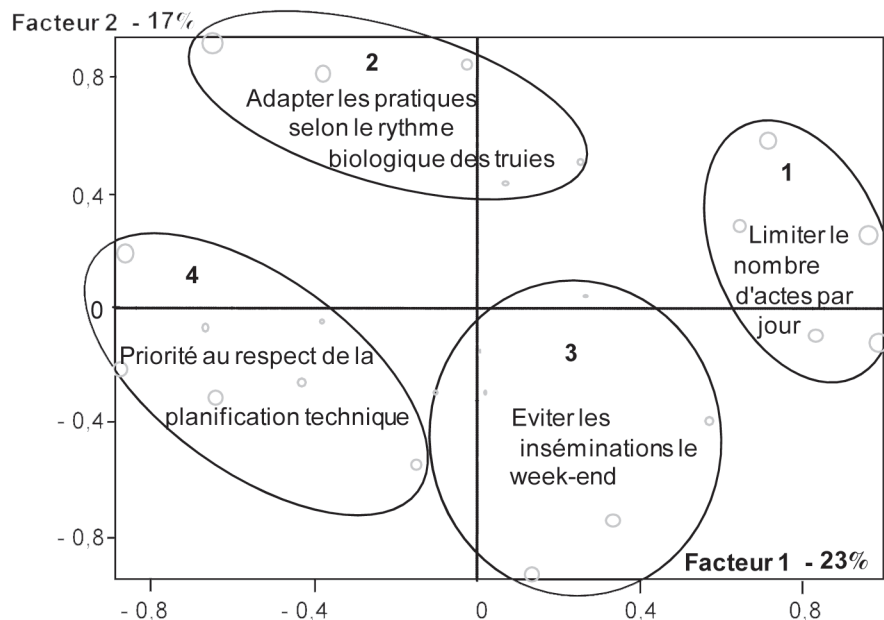 Facteur 2 - 17%
0,8
0,4
0
- 0,4
- 0,8
2
Adapter les pratiques
selon le rythme
biologique des truies
1
Limiter le
nombre
d'actes par
jour
4
Priorité au respect de la
planification technique
3
Eviter les
inséminations le
week-end
Facteur 1 - 23%
- 0,8
- 0,4
0
0,4
0,8